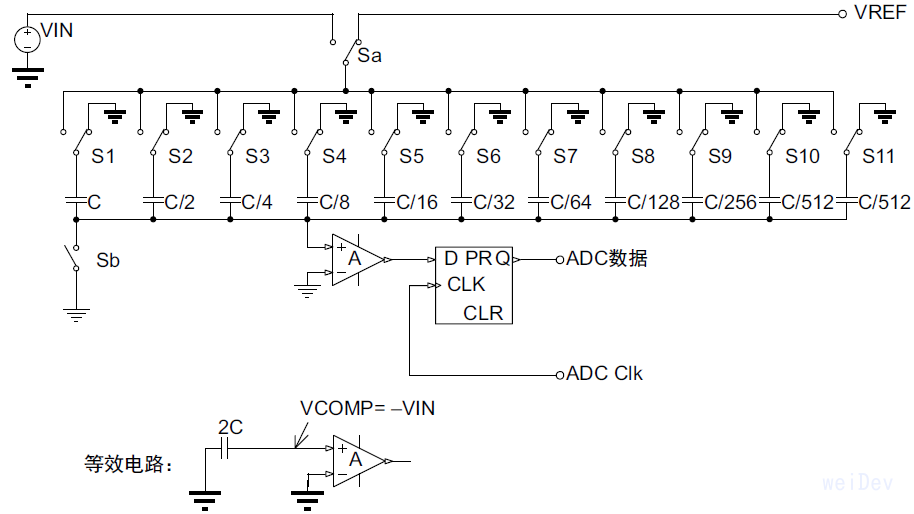 VIN
VREF
Sa
S1 S2 S3 S4 S5 S6 S7 S8 S9 S10 S11
C C/2 C/4 C/8 C/16 C/32 C/64 C/128 C/256 C/512 C/512
Sb
+
A
−
D PR Q
CLK
CLR
ADC数据
ADC Clk
VCOMP= –VIN
2C
+
A
−
等效电路：
weiDev